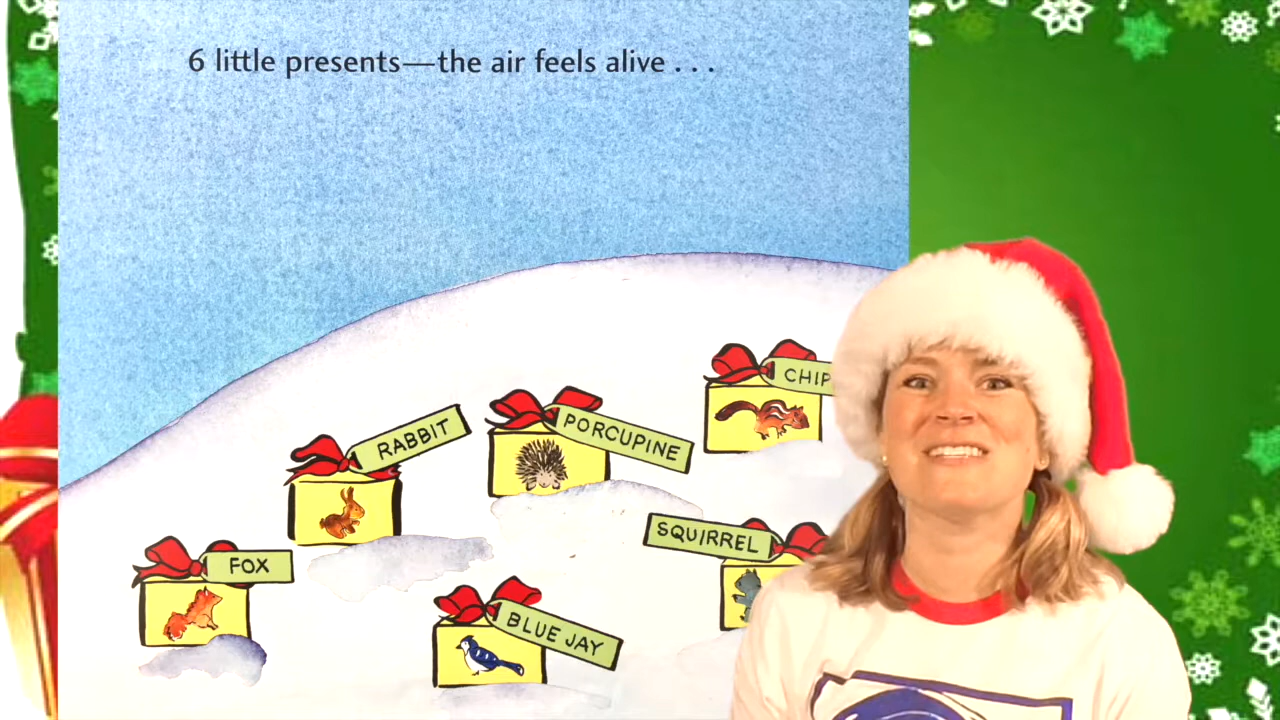 6 little presents—the air feels alive . . .
CHIP
RABBIT
PORCUPINE
SQUIRREL
FOX
BLUE JAY